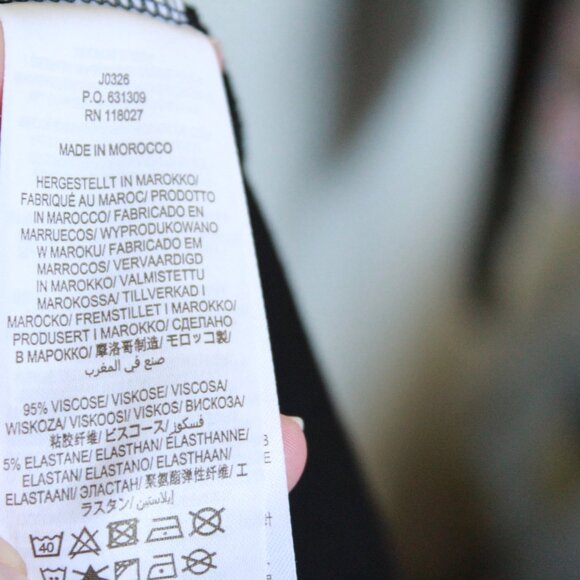 J0326
P.O. 631309
RN 118027
MADE IN MOROCCO
HERGESTELLT IN MAROKKO/
FABRIQUÉ AU MAROC/ PRODOTTO
IN MAROCCO/ FABRICADO EN
MARRUECOS/ WYPRODUKOWANO
W MAROKU/ FABRICADO EM
MARROCOS/ VERVAARDIGD
IN MAROKKO/ VALMISTETTU
MAROKOSSA/ TILLVERKAD I
MAROCKO/ FREMSTILLET I MAROKKO/
PRODUSERT I MAROKKO/ СДЕЛАНО
В МАРОККО/ 摩洛哥制造/ モロッコ製/
صنع في المغرب
95% VISCOSE/ VISKOSE/ VISCOSA/
WISKOZA/ VISKOOSI/ VISKOS/ ВИСКОЗА/
粘胶纤维/ ビスコース/ فسكوز/
5% ELASTANE/ ELASTHAN/ ÉLASTHANNE/
ELASTAN/ ELASTANO/ ELASTHAAN/
ELASTAANI/ ЭЛАСТАН/ 聚氨酯弹性纤维/ エ
ラスタン/ إيلاستين/
40
B
E
计